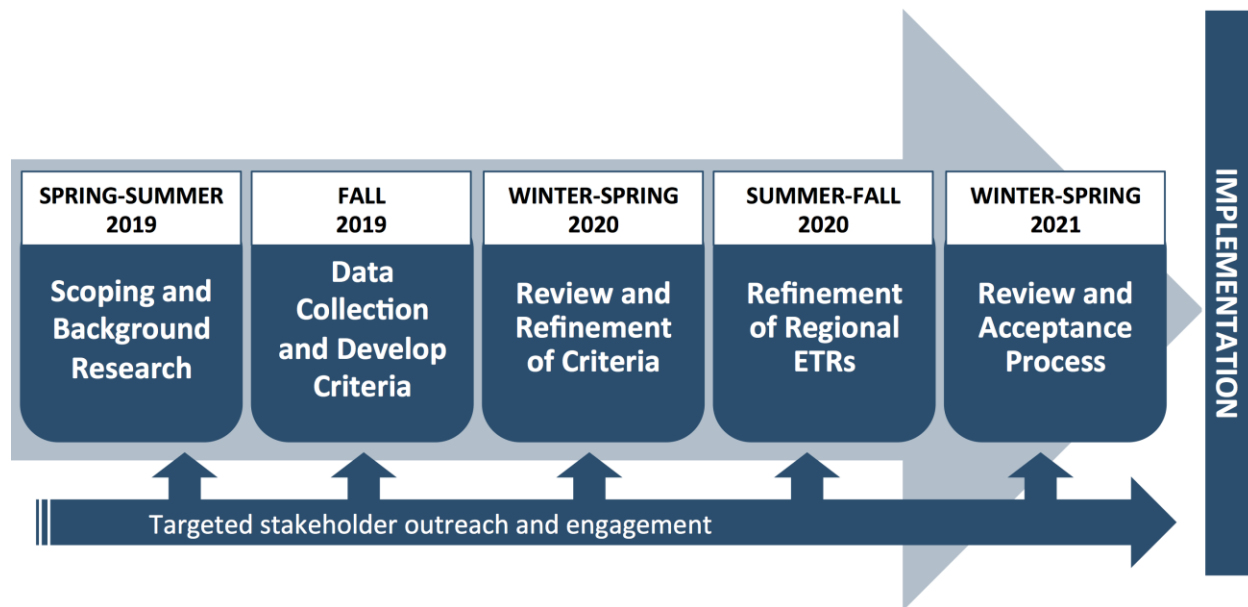 SPRING-SUMMER
2019
Scoping and
Background
Research
FALL
2019
Data
Collection
and Develop
Criteria
WINTER-SPRING
2020
Review and
Refinement
of Criteria
SUMMER-FALL
2020
Refinement
of Regional
ETRs
WINTER-SPRING
2021
Review and
Acceptance
Process
IMPLEMENTATION
Targeted stakeholder outreach and engagement